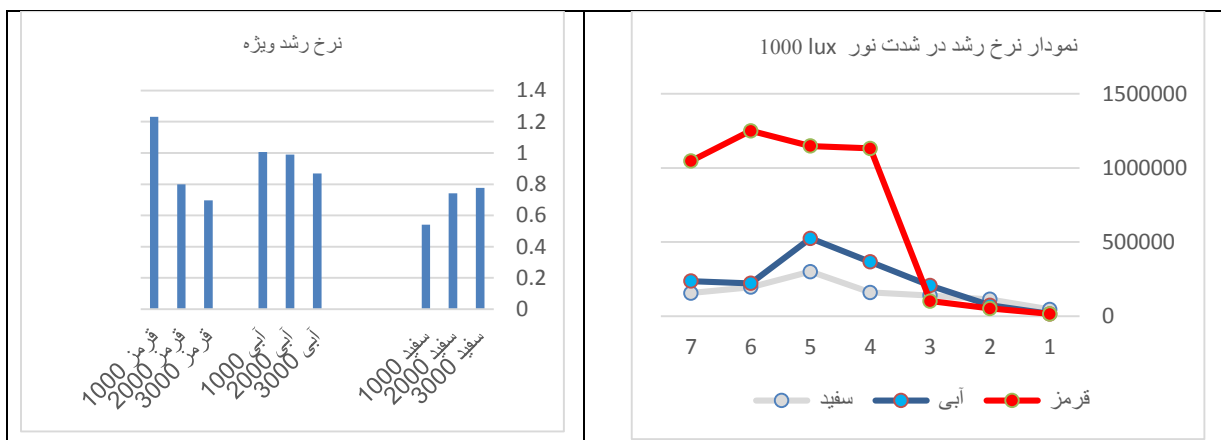 نمودار نرخ رشد در شدت نور 1000 lux
1500000
1000000
500000
0
1 2 3 4 5 6 7
قرمز آبی سفید
نرخ رشد ویژه
1.4
1.2
1
0.8
0.6
0.4
0.2
0
سفید 3000
سفید 2000
سفید 1000
آبی 3000
آبی 2000
آبی 1000
قرمز 3000
قرمز 2000
قرمز 1000